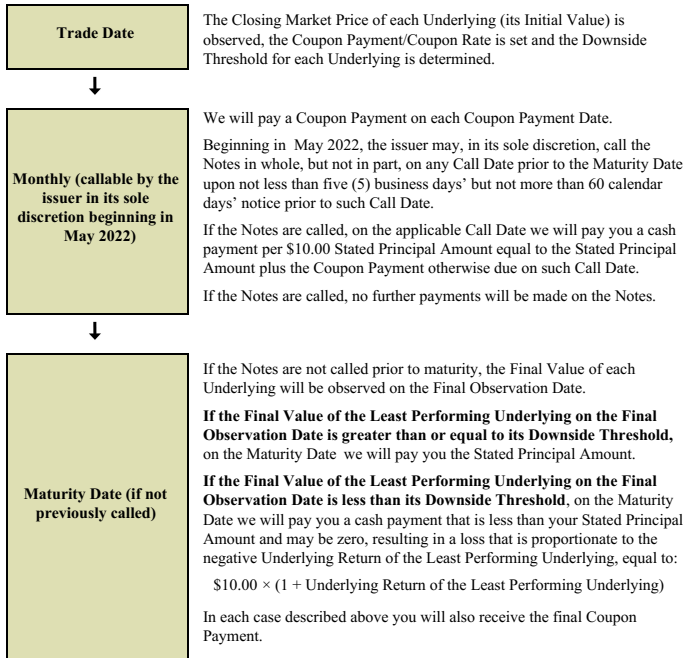 Trade Date
The Closing Market Price of each Underlying (its Initial Value) is
observed, the Coupon Payment/Coupon Rate is set and the Downside
Threshold for each Underlying is determined.
Monthly (callable by the
issuer in its sole
discretion beginning in
May 2022)
We will pay a Coupon Payment on each Coupon Payment Date.
Beginning in May 2022, the issuer may, in its sole discretion, call the
Notes in whole, but not in part, on any Call Date prior to the Maturity Date
upon not less than five (5) business days’ but not more than 60 calendar
days’ notice prior to such Call Date.
If the Notes are called, on the applicable Call Date we will pay you a cash
payment per $10.00 Stated Principal Amount equal to the Stated Principal
Amount plus the Coupon Payment otherwise due on such Call Date.
If the Notes are called, no further payments will be made on the Notes.
Maturity Date (if not
previously called)
If the Notes are not called prior to maturity, the Final Value of each
Underlying will be observed on the Final Observation Date.
If the Final Value of the Least Performing Underlying on the Final
Observation Date is greater than or equal to its Downside Threshold,
on the Maturity Date we will pay you the Stated Principal Amount.
If the Final Value of the Least Performing Underlying on the Final
Observation Date is less than its Downside Threshold, on the Maturity
Date we will pay you a cash payment that is less than your Stated Principal
Amount and may be zero, resulting in a loss that is proportionate to the
negative Underlying Return of the Least Performing Underlying, equal to:
$10.00 × (1 + Underlying Return of the Least Performing Underlying)
In each case described above you will also receive the final Coupon
Payment.